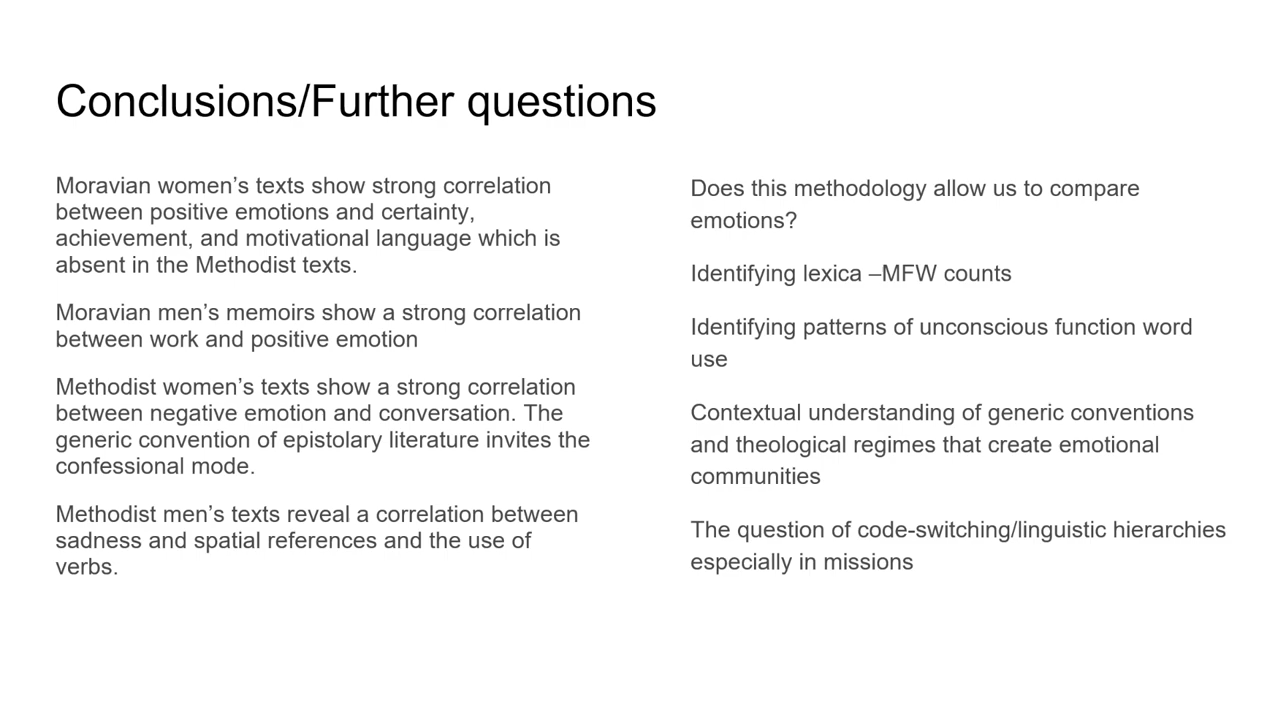 Conclusions/Further questions
Moravian women’s texts show strong correlation
between positive emotions and certainty,
achievement, and motivational language which is
absent in the Methodist texts.
Moravian men’s memoirs show a strong correlation
between work and positive emotion
Methodist women’s texts show a strong correlation
between negative emotion and conversation. The
generic convention of epistolary literature invites the
confessional mode.
Methodist men’s texts reveal a correlation between
sadness and spatial references and the use of
verbs.
Does this methodology allow us to compare
emotions?
Identifying lexica –MFW counts
Identifying patterns of unconscious function word
use
Contextual understanding of generic conventions
and theological regimes that create emotional
communities
The question of code-switching/linguistic hierarchies
especially in missions